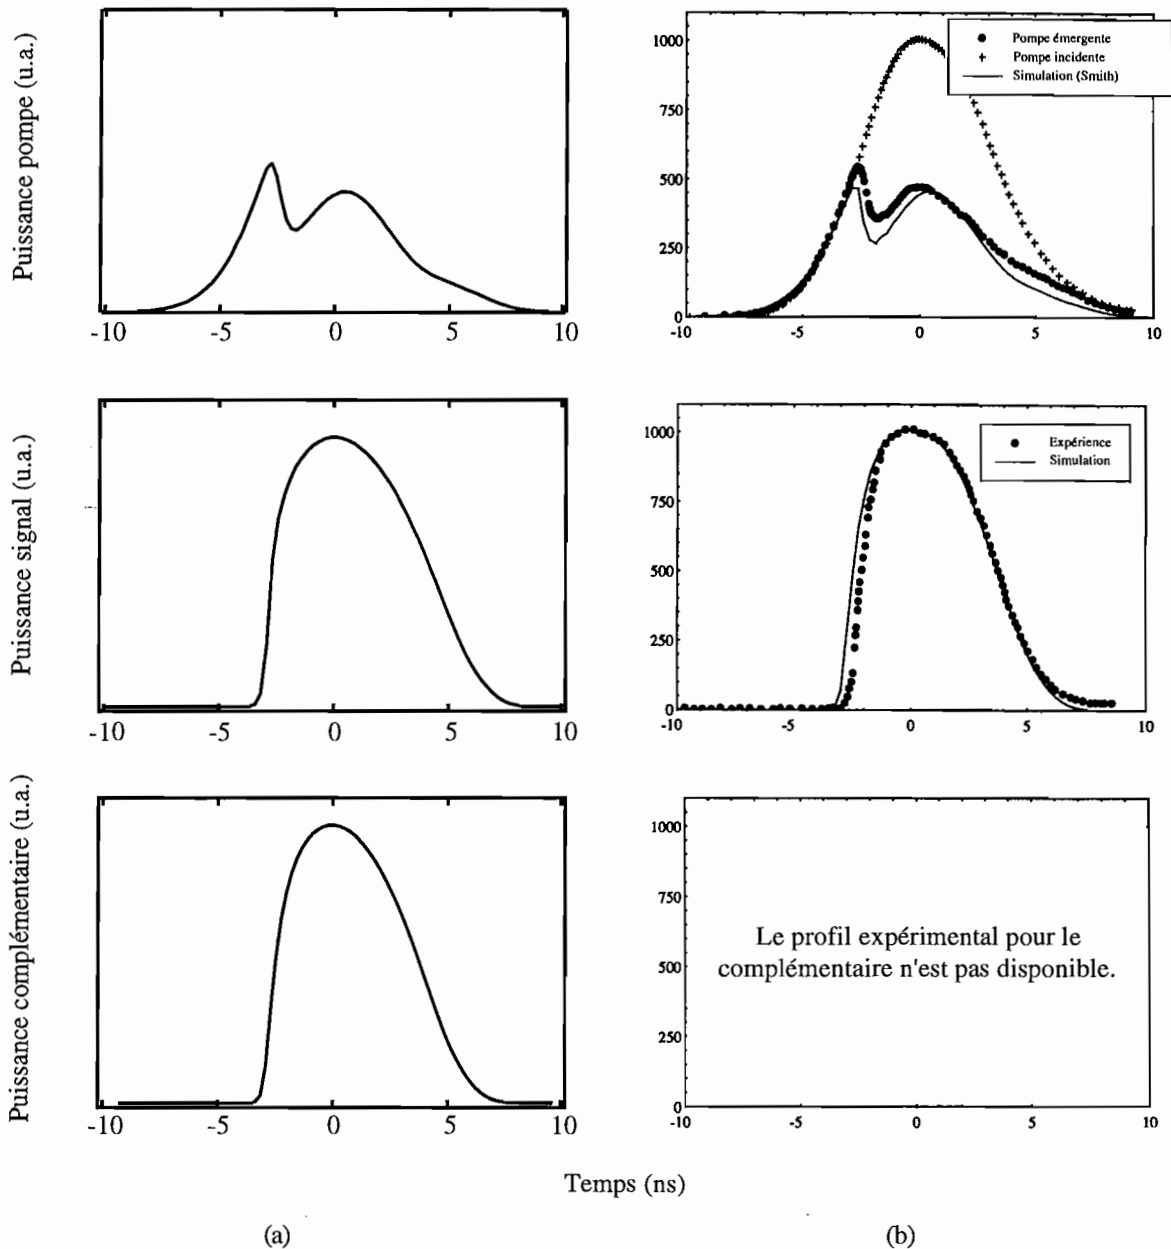 Puissance pompe (u.a.)
-10 -5 0 5 10
1000
750
500
250
0
-10 -5 0 5 10
Pompe émergente
Pompe incidente
Simulation (Smith)
Puissance signal (u.a.)
-10 -5 0 5 10
1000
750
500
250
0
-10 -5 0 5 10
Expérience
Simulation
Puissance complémentaire (u.a.)
-10 -5 0 5 10
1000
750
500
250
0
-10 -5 0 5 10
Le profil expérimental pour le
complémentaire n'est pas disponible.
Temps (ns)
(a) (b)